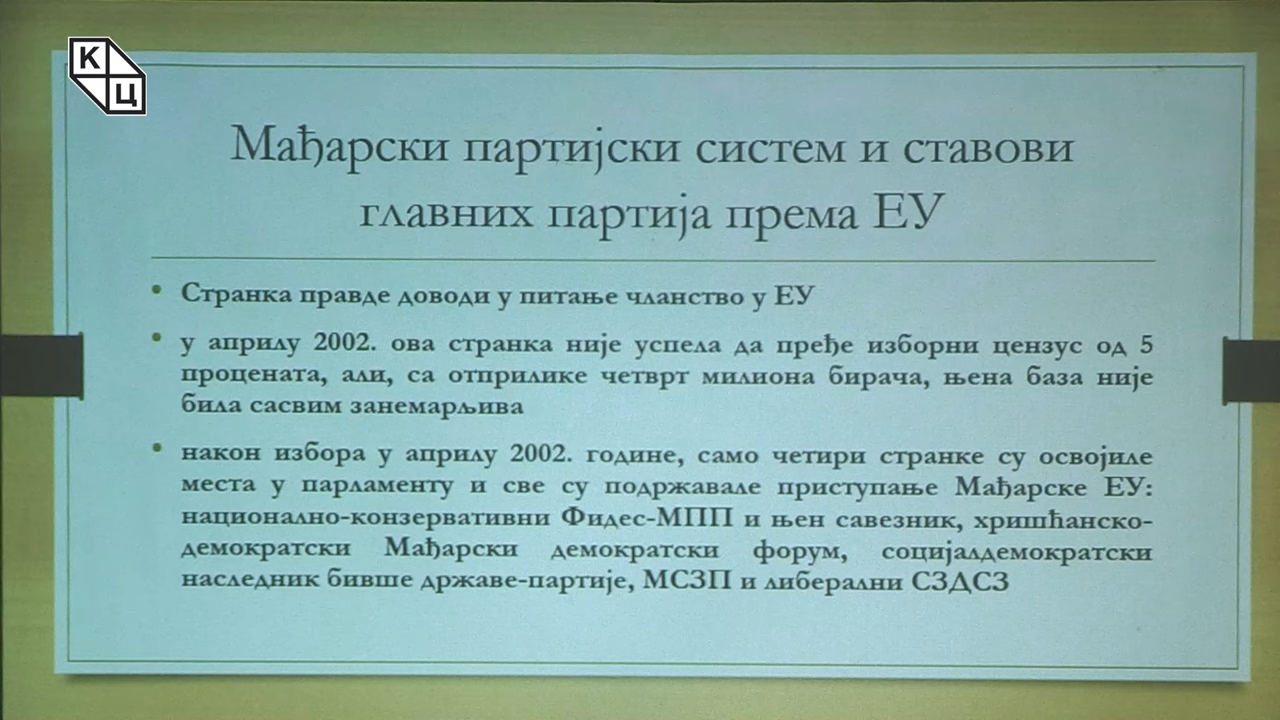 К
Ц
Мађарски партијски систем и ставови
главних партија према ЕУ
• Странка правде доводи у питање чланство у ЕУ
• у априлу 2002. ова странка није успела да пређе изборни цензус од 5
процената, али, са отприлике четврт милиона бирача, њена база није
била сасвим занемарљива
• након избора у априлу 2002. године, само четири странке су освојиле
места у парламенту и све су подржавале приступање Мађарске ЕУ:
национално-конзервативни Фидес-МПП и њен савезник, хришћанско-
демократски Мађарски демократски форум, социјалдемократски
наследник бивше државе-партије, МСЗП и либерални СЗДСЗ